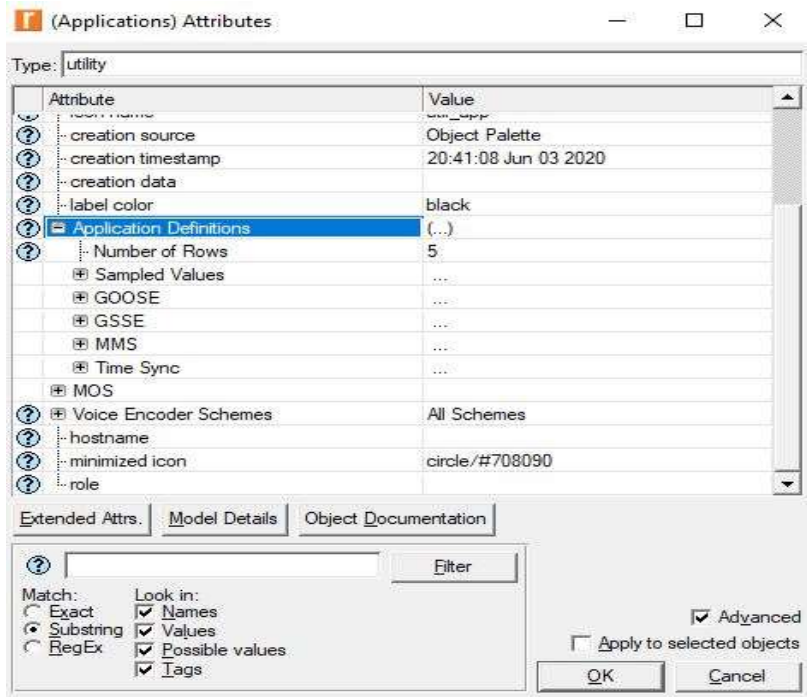 (Applications) Attributes
Type: utility
Attribute Value
creation source Object Palette
creation timestamp 20:41:08 Jun 03 2020
creation data
label color black
Application Definitions (...)
Number of Rows 5
Sampled Values ...
GOOSE ...
GSSE ...
MMS ...
Time Sync ...
MOS
Voice Encoder Schemes All Schemes
hostname
minimized icon circle/#708090
role
Extended Attrs. Model Details Object Documentation
Filter
Match: Look in:
Exact Names
Substring Values
RegEx Possible values
Tags
Advanced
Apply to selected objects
OK Cancel